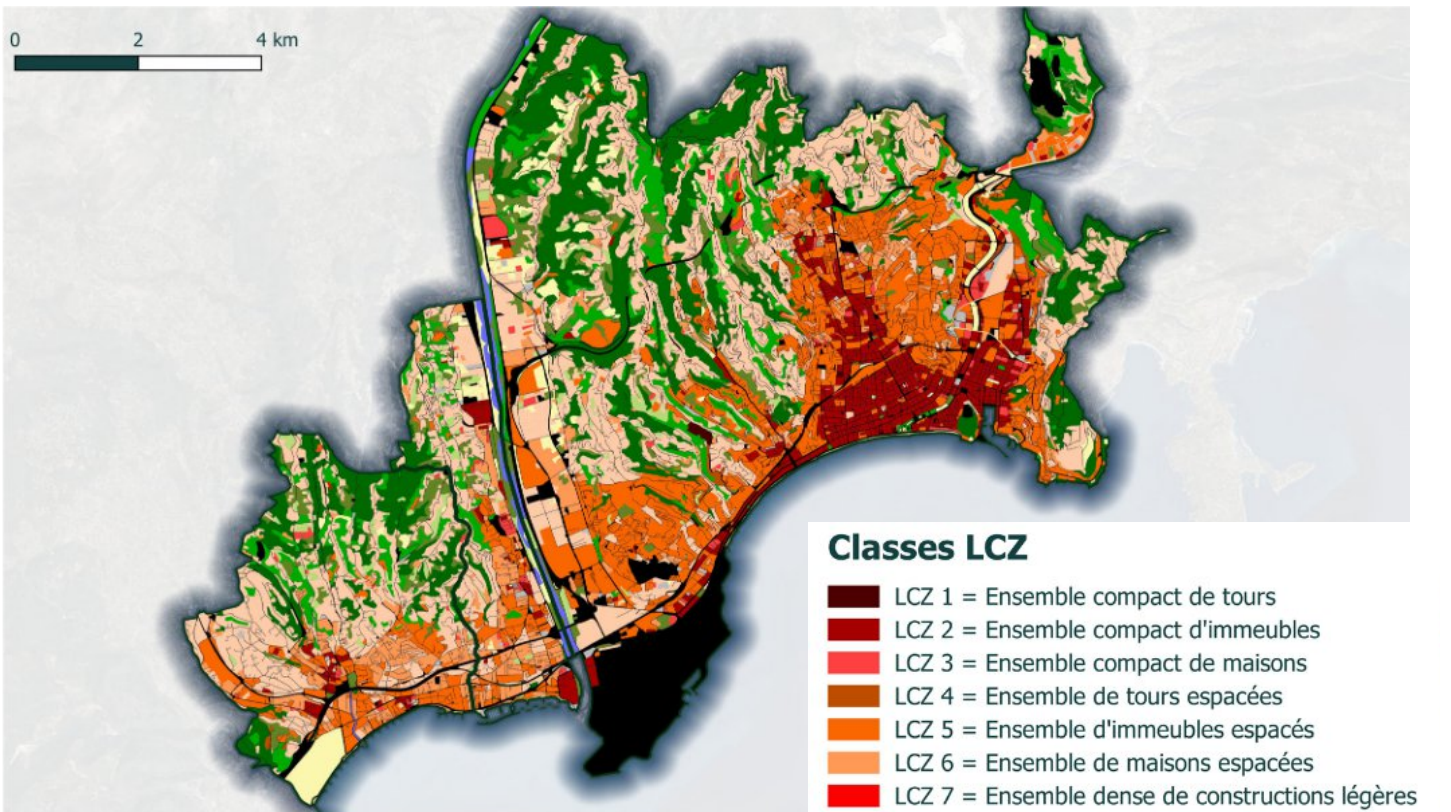 0 2 4 km
Classes LCZ
LCZ 1 = Ensemble compact de tours
LCZ 2 = Ensemble compact d'immeubles
LCZ 3 = Ensemble compact de maisons
LCZ 4 = Ensemble de tours espacées
LCZ 5 = Ensemble d'immeubles espacés
LCZ 6 = Ensemble de maisons espacées
LCZ 7 = Ensemble dense de constructions légères